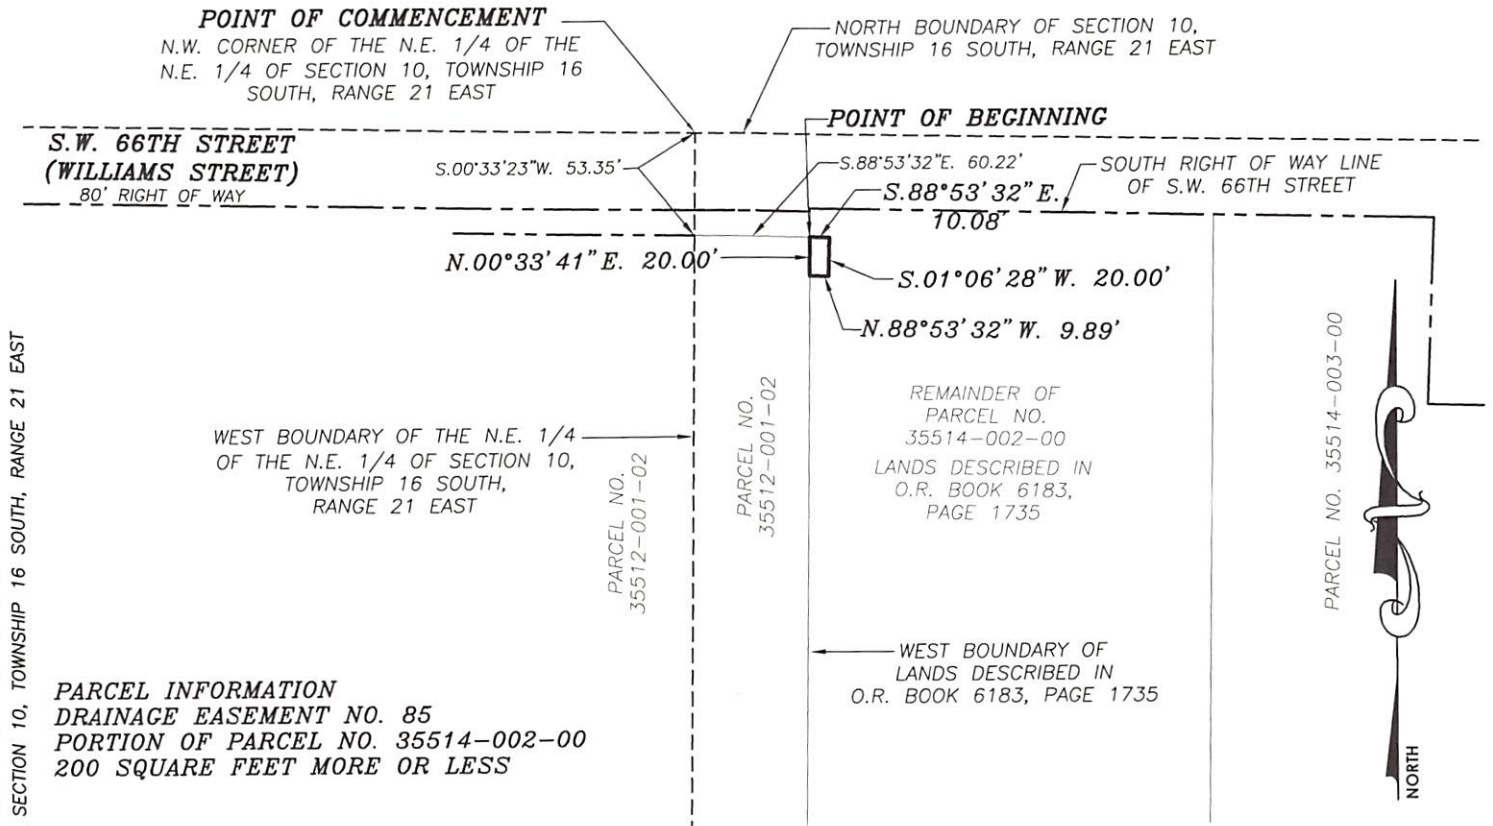 POINT OF COMMENCEMENT
N.W. CORNER OF THE N.E. 1/4 OF THE
N.E. 1/4 OF SECTION 10, TOWNSHIP 16
SOUTH, RANGE 21 EAST
NORTH BOUNDARY OF SECTION 10,
TOWNSHIP 16 SOUTH, RANGE 21 EAST
POINT OF BEGINNING
S.W. 66TH STREET
(WILLIAMS STREET)
80' RIGHT OF WAY
S.00°33'23"W. 53.35'
S.88°53'32"E. 60.22'
S.88°53'32"E.
10.08'
SOUTH RIGHT OF WAY LINE
OF S.W. 66TH STREET
N.00°33'41"E. 20.00'
S.01°06'28"W. 20.00'
N.88°53'32"W. 9.89'
SECTION 10, TOWNSHIP 16 SOUTH, RANGE 21 EAST
WEST BOUNDARY OF THE N.E. 1/4
OF THE N.E. 1/4 OF SECTION 10,
TOWNSHIP 16 SOUTH,
RANGE 21 EAST
PARCEL NO.
35512-001-02
PARCEL NO.
35512-001-02
REMAINDER OF
PARCEL NO.
35514-002-00
LANDS DESCRIBED IN
O.R. BOOK 6183,
PAGE 1735
PARCEL NO. 35514-003-00
WEST BOUNDARY OF
LANDS DESCRIBED IN
O.R. BOOK 6183, PAGE 1735
PARCEL INFORMATION
DRAINAGE EASEMENT NO. 85
PORTION OF PARCEL NO. 35514-002-00
200 SQUARE FEET MORE OR LESS
NORTH